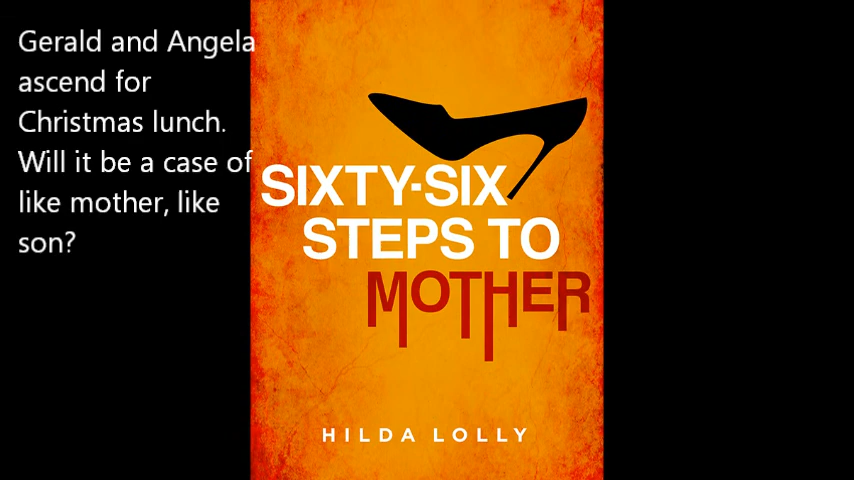 Gerald and Angela
ascend for
Christmas lunch.
Will it be a case of
like mother, like
son?
SIXTY-SIX
STEPS TO
MOTHER
HILDA LOLLY